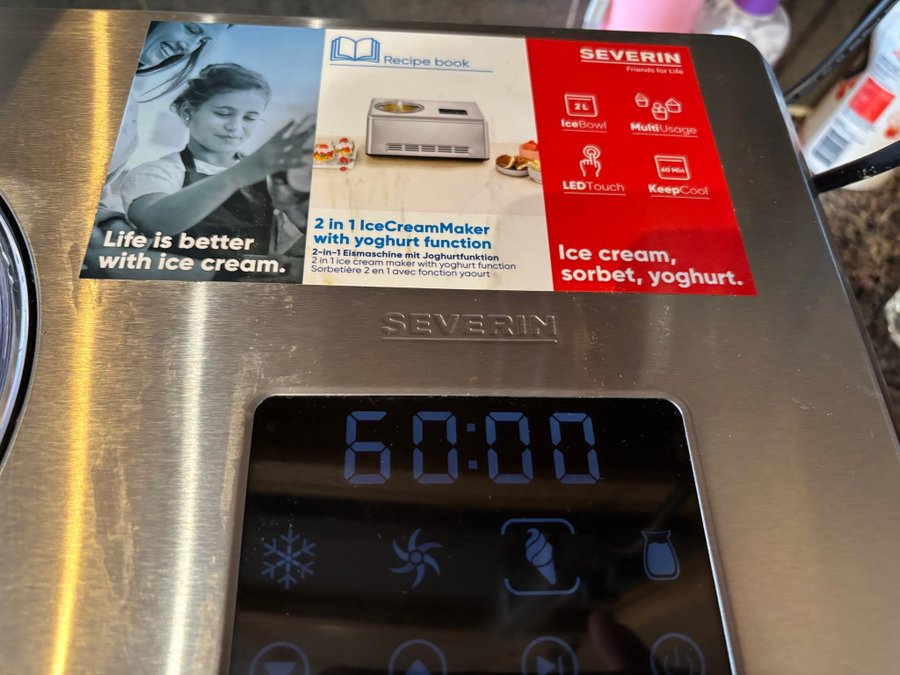 Recipe book
SEVERIN
Friends for Life
2 L
IceBowl
MultiUsage
LEDTouch
60 Min
KeepCool
Life is better
with ice cream.
2 in 1 IceCreamMaker
with yoghurt function
2-in-1 Eismaschine mit Joghurtfunktion
2 in 1 ice cream maker with yoghurt function
Sorbetière 2 en 1 avec fonction yaourt
Ice cream,
sorbet, yoghurt.
SEVERIN
60:00